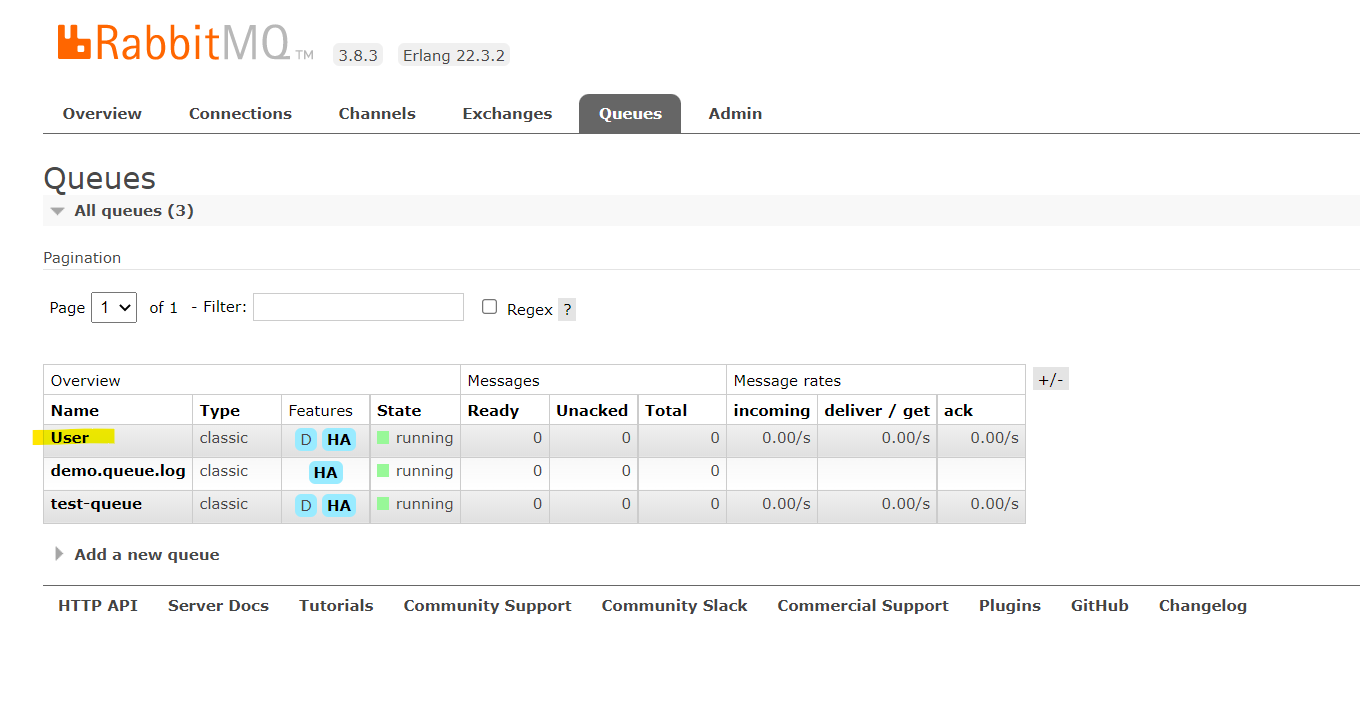 RabbitMQ TM 3.8.3 Erlang 22.3.2
Overview Connections Channels Exchanges Queues Admin
Queues
All queues (3)
Pagination
Page 1 of 1 - Filter: Regex ?
Overview Messages Message rates +/-
Name Type Features State Ready Unacked Total incoming deliver / get ack
User classic D HA running 0 0 0 0.00/s 0.00/s 0.00/s
demo.queue.log classic HA running 0 0 0
test-queue classic D HA running 0 0 0 0.00/s 0.00/s 0.00/s
Add a new queue
HTTP API Server Docs Tutorials Community Support Community Slack Commercial Support Plugins GitHub Changelog